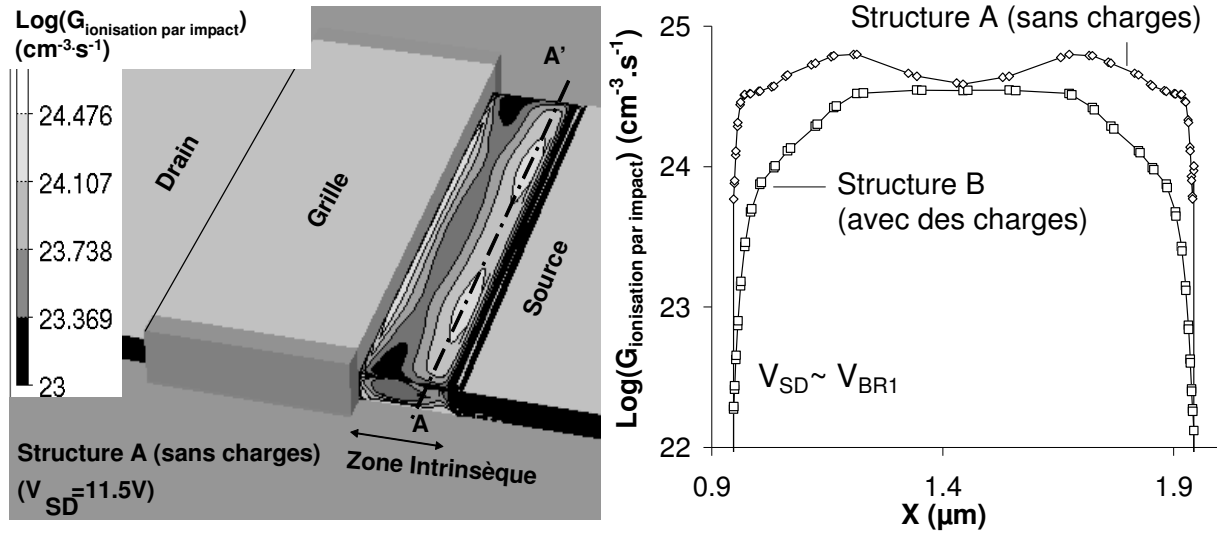 Log(Gionisation par impact)
(cm-3.s-1)
24.476
24.107
23.738
23.369
23
Drain
Grille
Source
A'
A
Zone Intrinsèque
Structure A (sans charges)
(VSD=11.5V)
Log(Gionisation par impact) (cm-3.s-1)
25
24
23
22
0.9
1.4
1.9
X (µm)
Structure A (sans charges)
Structure B
(avec des charges)
VSD~ VBR1